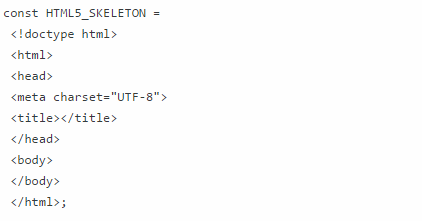 const HTML5_SKELETON =
<!doctype html>
<html>
<head>
<meta charset="UTF-8">
<title></title>
</head>
<body>
</body>
</html>;